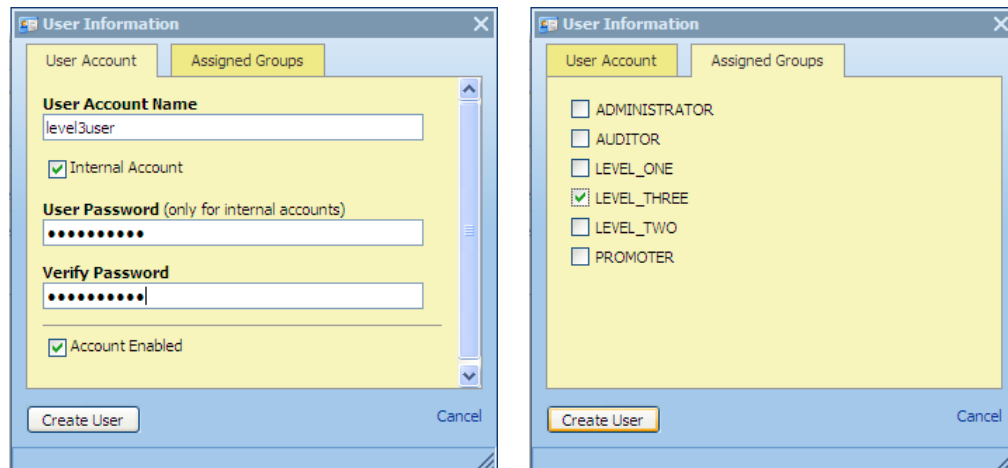 User Information
User Account
Assigned Groups
User Account Name
level3user
Internal Account
User Password (only for internal accounts)
••••••••••
Verify Password
••••••••••
Account Enabled
Create User
Cancel
User Information
User Account
Assigned Groups
ADMINISTRATOR
AUDITOR
LEVEL_ONE
LEVEL_THREE
LEVEL_TWO
PROMOTER
Create User
Cancel